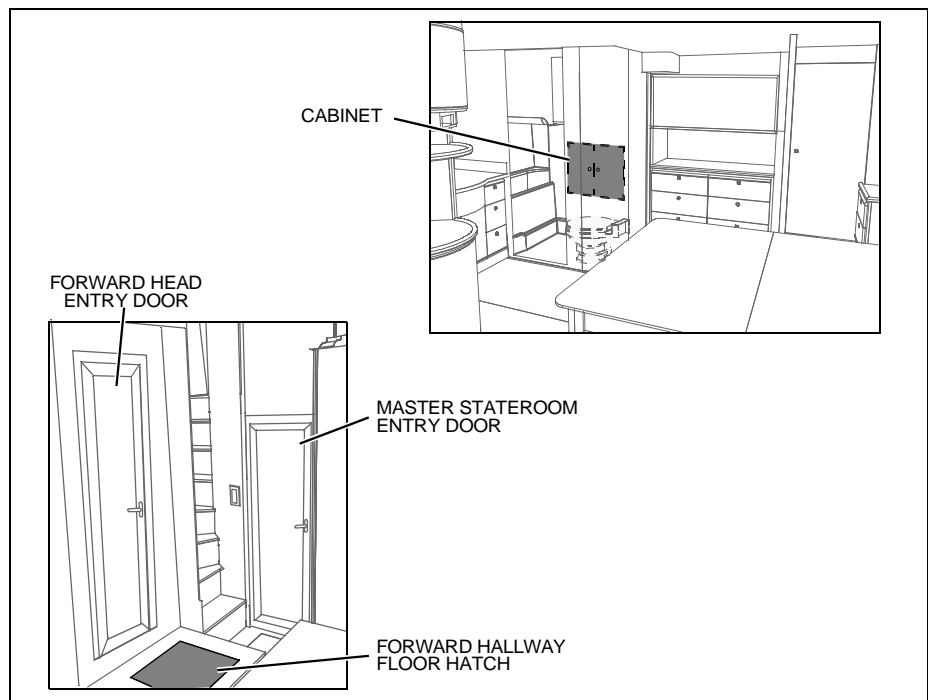 CABINET
FORWARD HEAD
ENTRY DOOR
MASTER STATEROOM
ENTRY DOOR
FORWARD HALLWAY
FLOOR HATCH